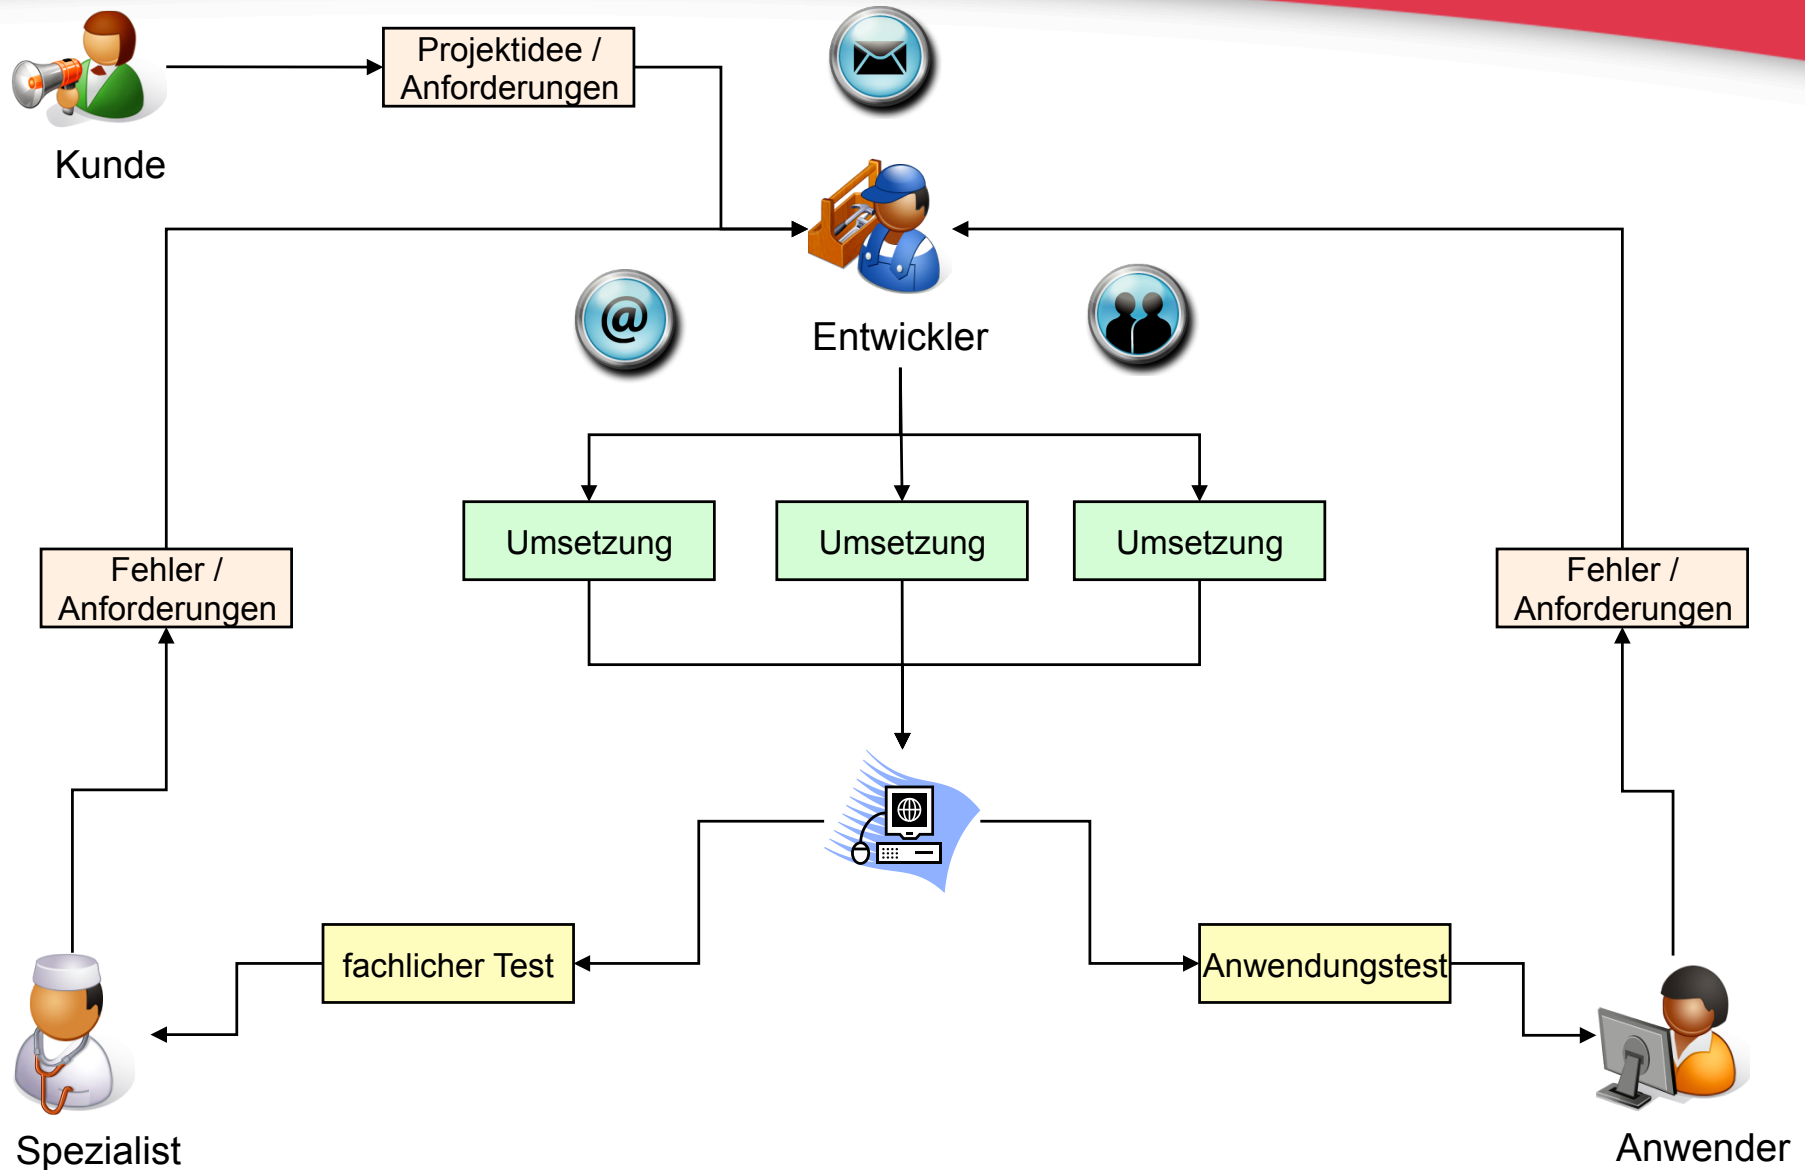 Projektidee /
Anforderungen
Kunde
@
Entwickler
Umsetzung
Umsetzung
Umsetzung
Fehler /
Anforderungen
Fehler /
Anforderungen
fachlicher Test
Anwendungstest
Spezialist
Anwender